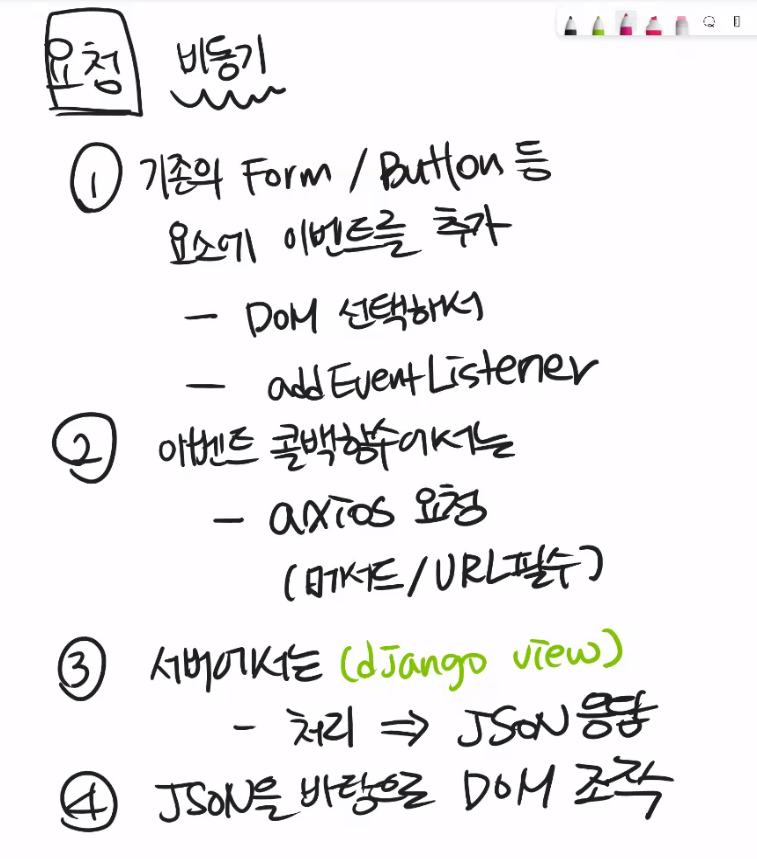 요청 비동기
① 기존의 Form / Button 등
요소에 이벤트를 추가
- DOM 선택해서
- addEventListener
② 이벤트 콜백함수에서는
- axios 요청
(메서드/URL필수)
③ 서버에서는 (django view)
- 처리 ⇒ JSON 응답
④ JSON을 바탕으로 DOM 조작